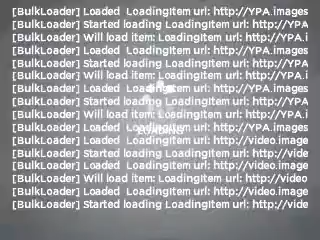 [BulkLoader] Loaded  LoadingItem url: http://YPA.images
[BulkLoader] Started loading LoadingItem url: http://YPA
[BulkLoader] Will load item: LoadingItem url: http://YPA.i
[BulkLoader] Loaded  LoadingItem url: http://YPA.images
[BulkLoader] Started loading LoadingItem url: http://YPA
[BulkLoader] Will load item: LoadingItem url: http://YPA.i
[BulkLoader] Loaded  LoadingItem url: http://YPA.images
[BulkLoader] Started loading LoadingItem url: http://YPA
[BulkLoader] Will load item: LoadingItem url: http://YPA.i
[BulkLoader] Loaded  LoadingItem url: http://YPA.images
LOADING
[BulkLoader] Will load item: LoadingItem url: http://video.image
[BulkLoader] Started loading LoadingItem url: http://vide
[BulkLoader] Loaded  LoadingItem url: http://video.image
[BulkLoader] Will load item: LoadingItem url: http://video
[BulkLoader] Loaded  LoadingItem url: http://video.image
[BulkLoader] Started loading LoadingItem url: http://vide